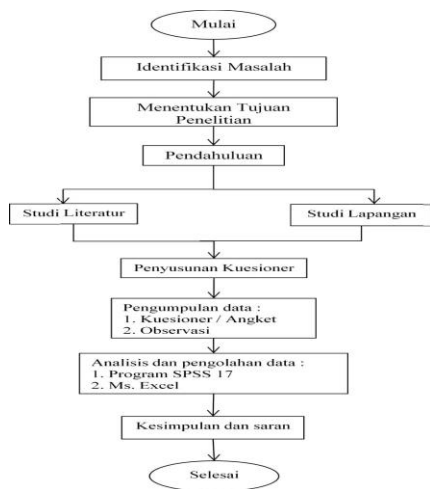 Mulai
Identifikasi Masalah
Menentukan Tujuan
Penelitian
Pendahuluan
Studi Literatur
Studi Lapangan
Penyusunan Kuesioner
Pengumpulan data :
1. Kuesioner / Angket
2. Observasi
Analisis dan pengolahan data :
1. Program SPSS 17
2. Ms. Excel
Kesimpulan dan saran
Selesai